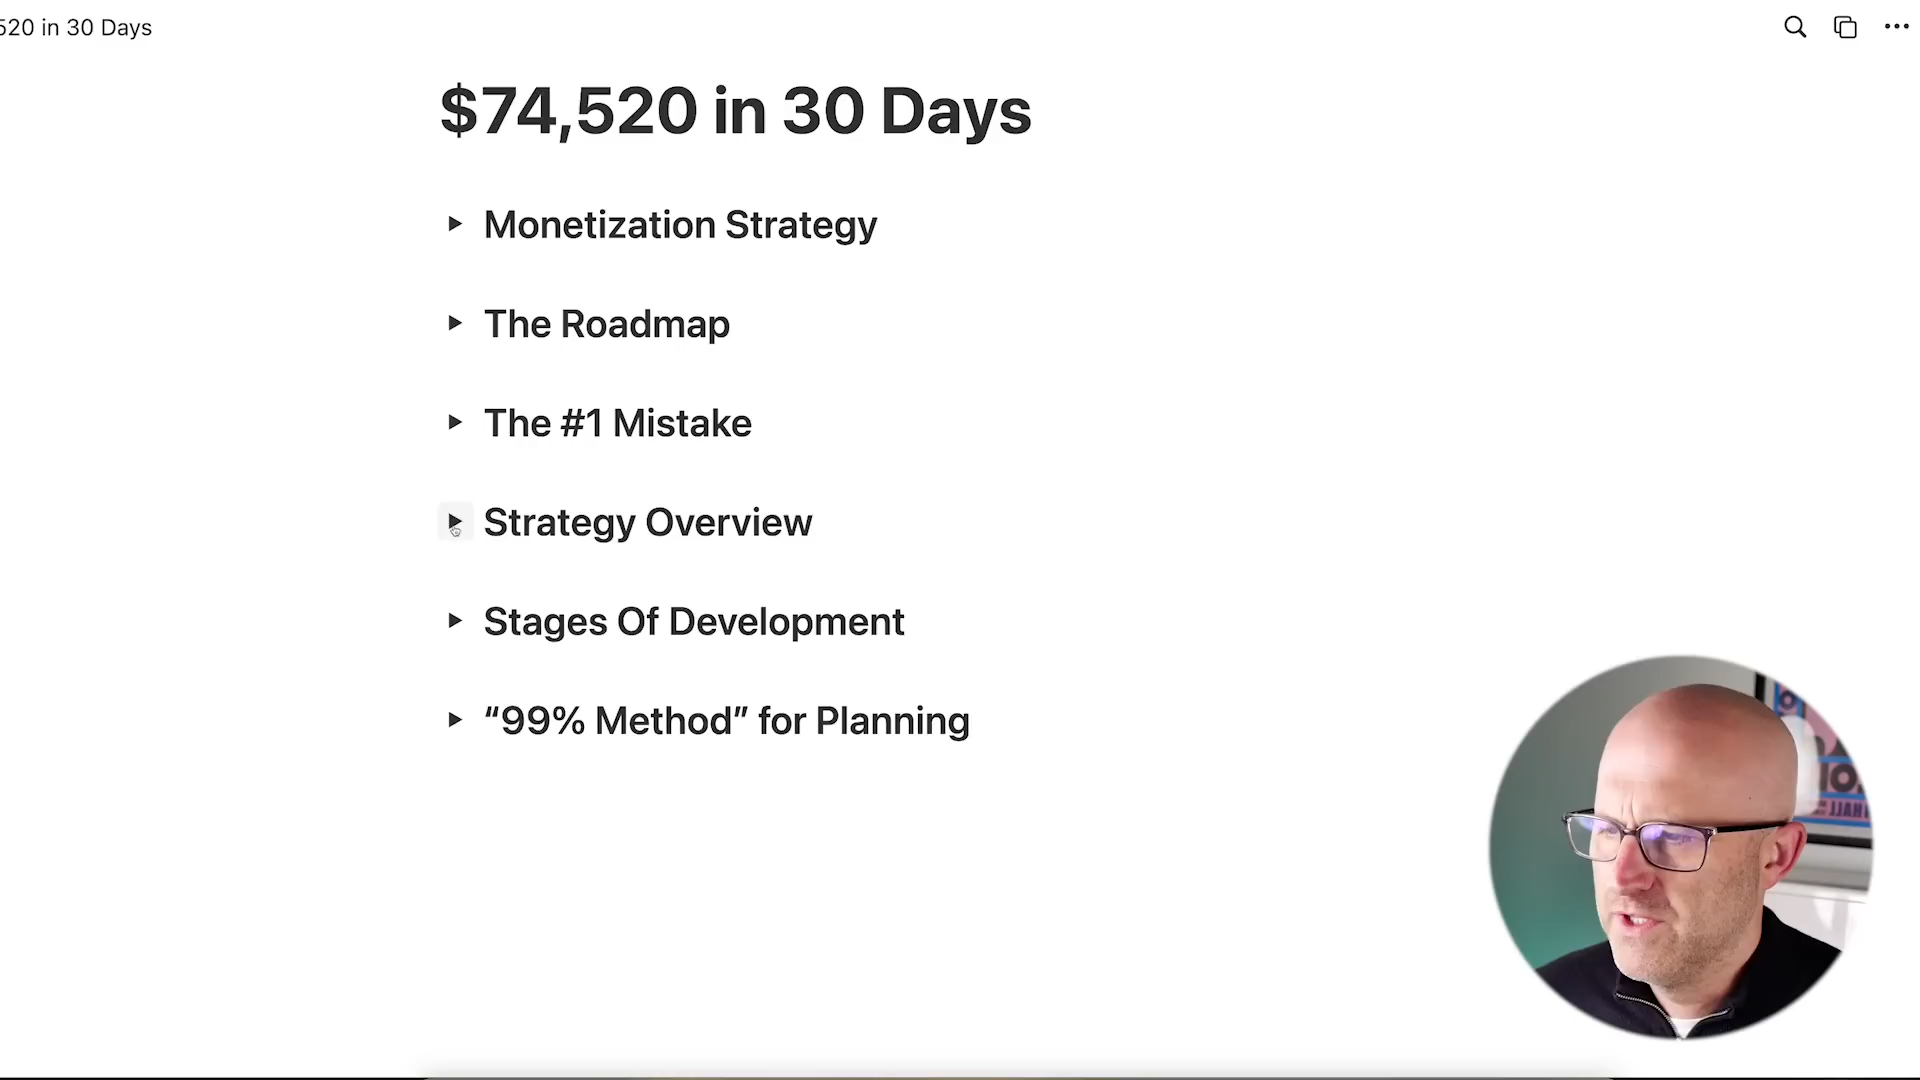 520 in 30 Days
$74,520 in 30 Days
Monetization Strategy
The Roadmap
The #1 Mistake
Strategy Overview
Stages Of Development
“99% Method” for Planning